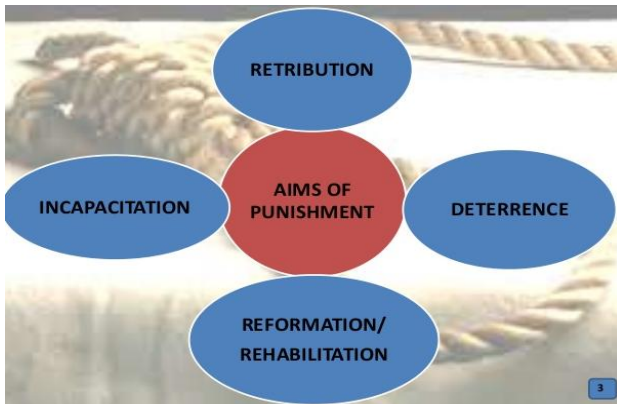 RETRIBUTION
INCAPACITATION
AIMS OF
PUNISHMENT
DETERRENCE
REFORMATION/
REHABILITATION
3